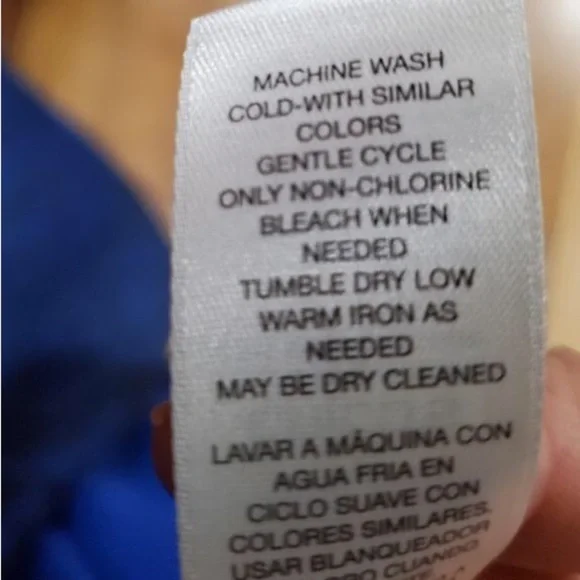 MACHINE WASH
COLD-WITH SIMILAR
COLORS
GENTLE CYCLE
ONLY NON-CHLORINE
BLEACH WHEN
NEEDED
TUMBLE DRY LOW
WARM IRON AS
NEEDED
MAY BE DRY CLEANED
LAVAR A MÁQUINA CON
AGUA FRIA EN
CICLO SUAVE CON
COLORES SIMILARES.
USAR BLANQUEADOR
CUANDO